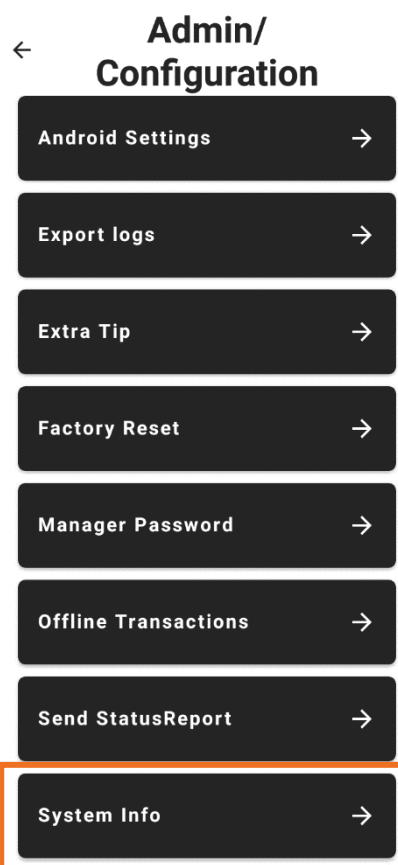 Admin/
Configuration
Android Settings
Export logs
Extra Tip
Factory Reset
Manager Password
Offline Transactions
Send StatusReport
System Info